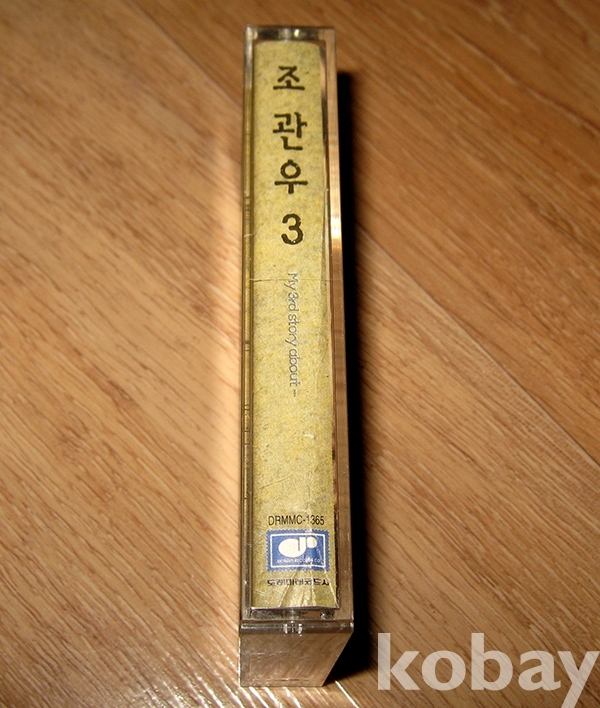 조관우 3
My 3rd story about -
DRMMC-1365
kobay